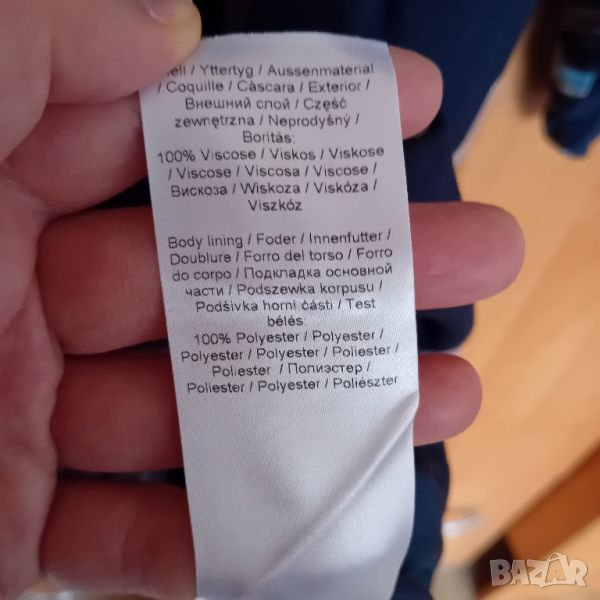 / Yttertyg / Aussenmaterial
/ Coquille / Càscara / Exterior /
Внешний слой / Część
zewnętrzna / Neprodyšný /
Borítás:
100% Viscose / Viskos / Viskose
/ Viscose / Viscosa / Viscose /
Вискоза / Wiskoza / Viskóza /
Viszkóz
Body lining / Foder / Innenfutter /
Doublure / Forro del torso / Forro
do corpo / Подкладка основной
части / Podszewka korpusu /
Podšívka horní části / Test
bélés:
100% Polyester / Polyester /
Polyester / Polyester / Poliester /
Poliester / Полиэстер /
Poliester / Polyester / Poliészter
BAZAR